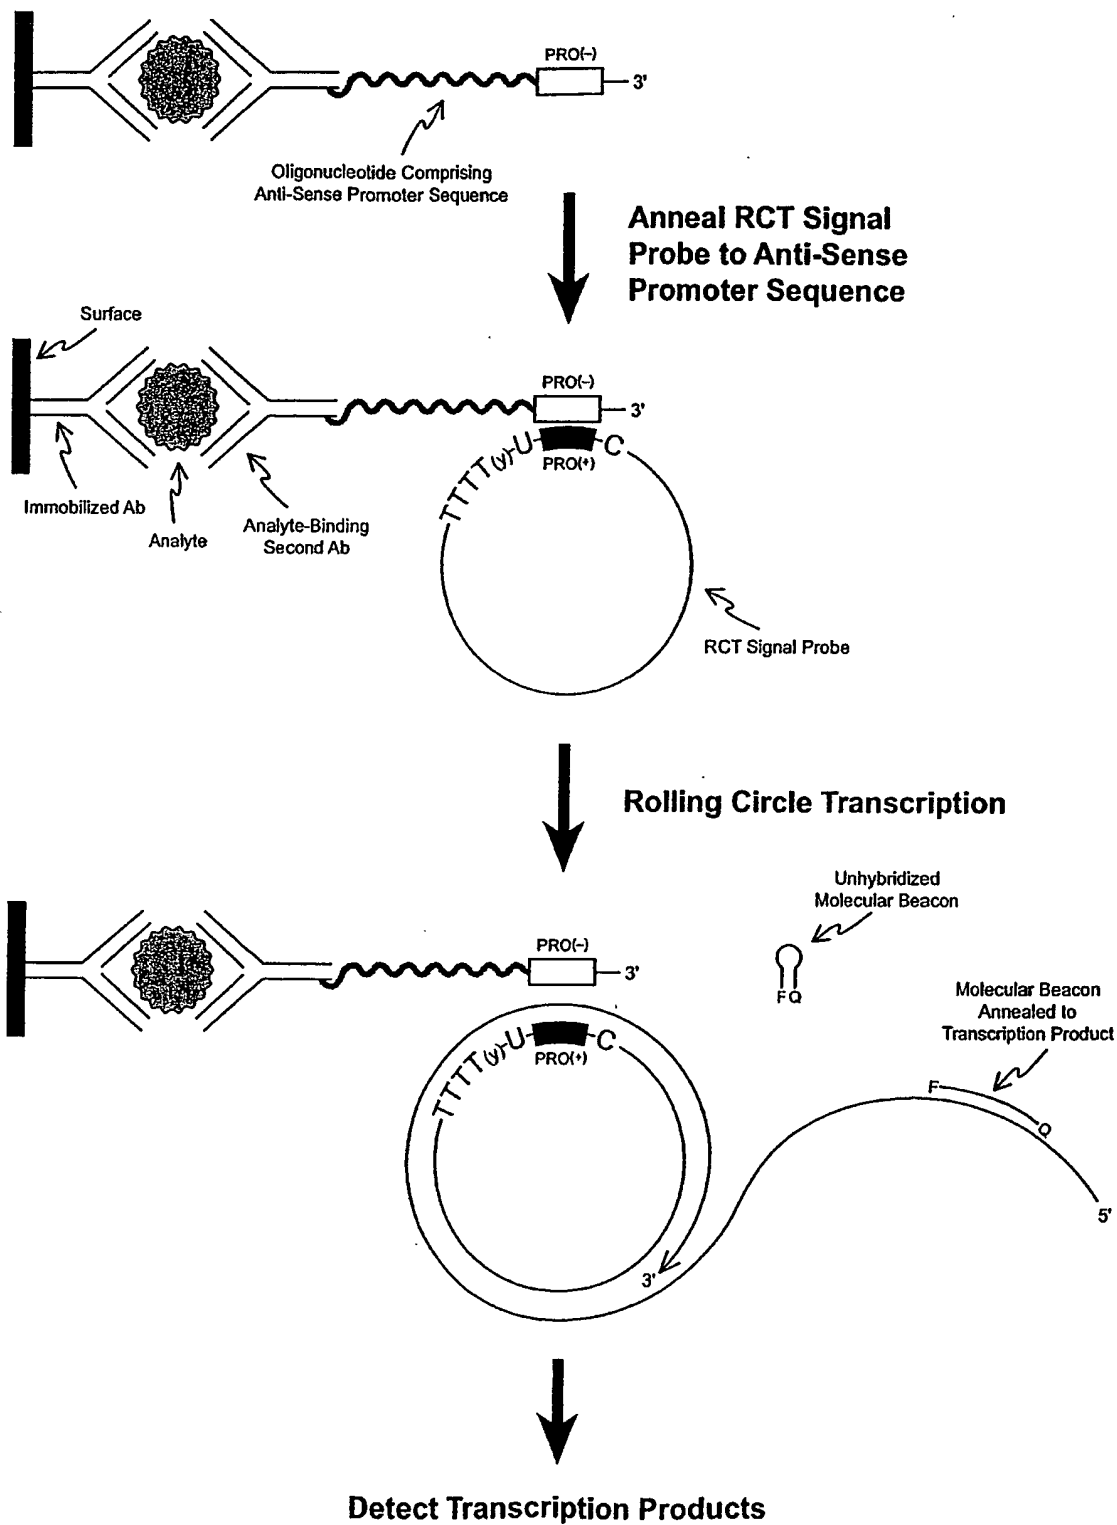 PRO(-)
3'
Oligonucleotide Comprising
Anti-Sense Promoter Sequence
Anneal RCT Signal
Probe to Anti-Sense
Promoter Sequence
Surface
PRO(-)
3'
TTTT(y)-U
C
PRO(+)
Immobilized Ab
Analyte
Analyte-Binding
Second Ab
RCT Signal Probe
Rolling Circle Transcription
Unhybridized
Molecular Beacon
F Q
PRO(-)
3'
Molecular Beacon
Annealed to
Transcription Product
TTTT(y)-U
C
PRO(+)
F
Q
5'
3'
Detect Transcription Products